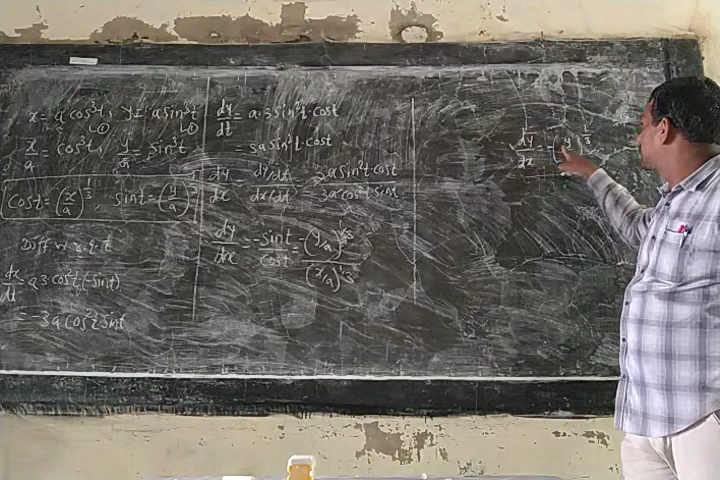 x = a cos³t, y = a sin³t
x/a = cos³t, y/a = sin³t
cost = (x/a)^1/3, sint = (y/a)^1/3
Diff w.r.t. t
dx/dt = a 3 cos²t(-sint)
= -3a cos²t sint
dy/dt = a·3 sin²t·cost
= 3a sin²t·cost
dy/dx = dy/dt / dx/dt = 3a sin²t·cost / 3a cos²t sint
dy/dx = -sint/cost = (y/a)^1/3 / (x/a)^1/3
dy/dx = -(y